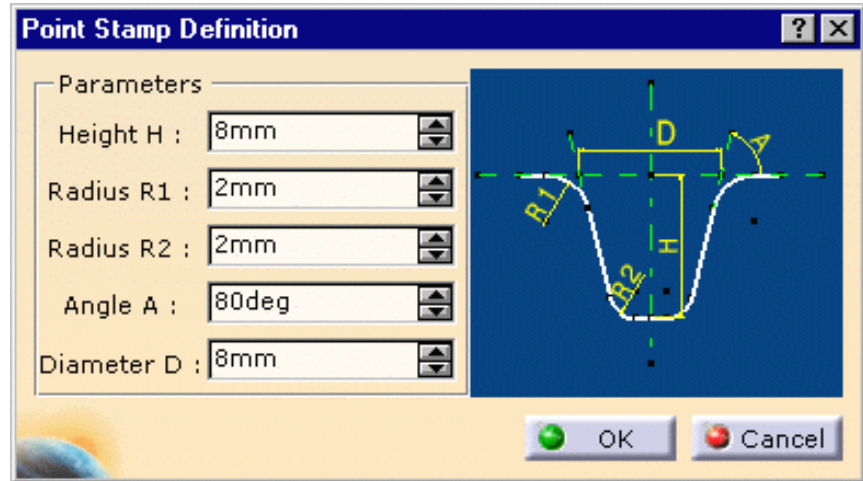 Point Stamp Definition
Parameters
Height H : 8mm
Radius R1 : 2mm
Radius R2 : 2mm
Angle A : 80deg
Diameter D : 8mm
D
A
R1
H
R2
OK
Cancel